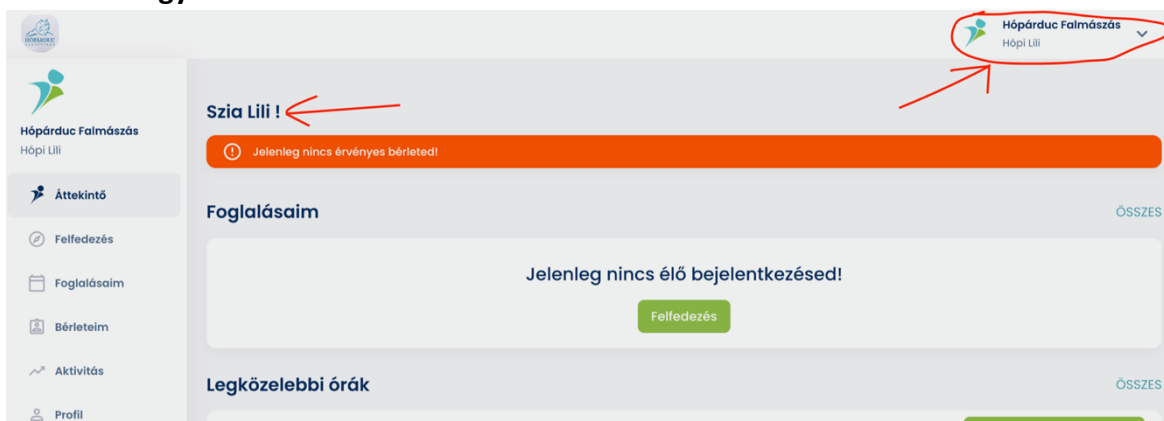 HÓPÁRDUC
Hópárduc Falmászás
Hópi Lili
Hópárduc Falmászás
Hópi Lili
Áttekintő
Felfedezés
Foglalásaim
Bérleteim
Aktivitás
Profil
Szia Lili !
Jelenleg nincs érvényes bérleted!
Foglalásaim
ÖSSZES
Jelenleg nincs élő bejelentkezésed!
Felfedezés
Legközelebbi órák
ÖSSZES